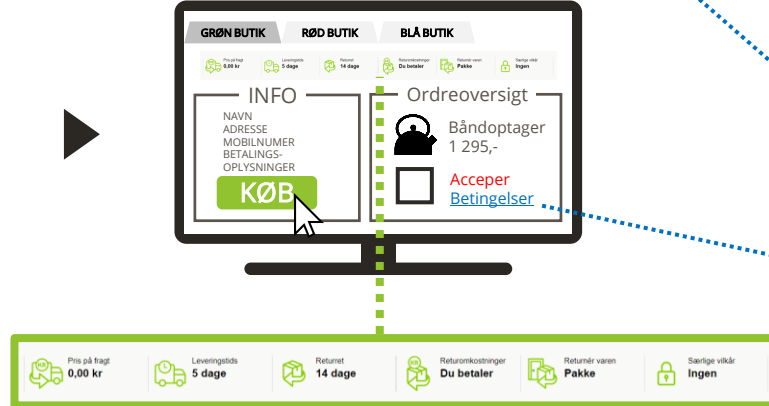 GRØN BUTIK
RØD BUTIK
BLÅ BUTIK
Pris på fragt
0,00 kr
Leveringstids
5 dage
Returret
14 dage
Returomkostninger
Du betaler
Returnér varen
Pakke
Særlige vilkår
Ingen
INFO
NAVN
ADRESSE
MOBILNUMER
BETALINGS-
OPLYSNINGER
KØB
Ordreoversigt
Båndoptager
1 295,-
Acceper
Betingelser
Pris på fragt
0,00 kr
Leveringstids
5 dage
Returret
14 dage
Returomkostninger
Du betaler
Returnér varen
Pakke
Særlige vilkår
Ingen